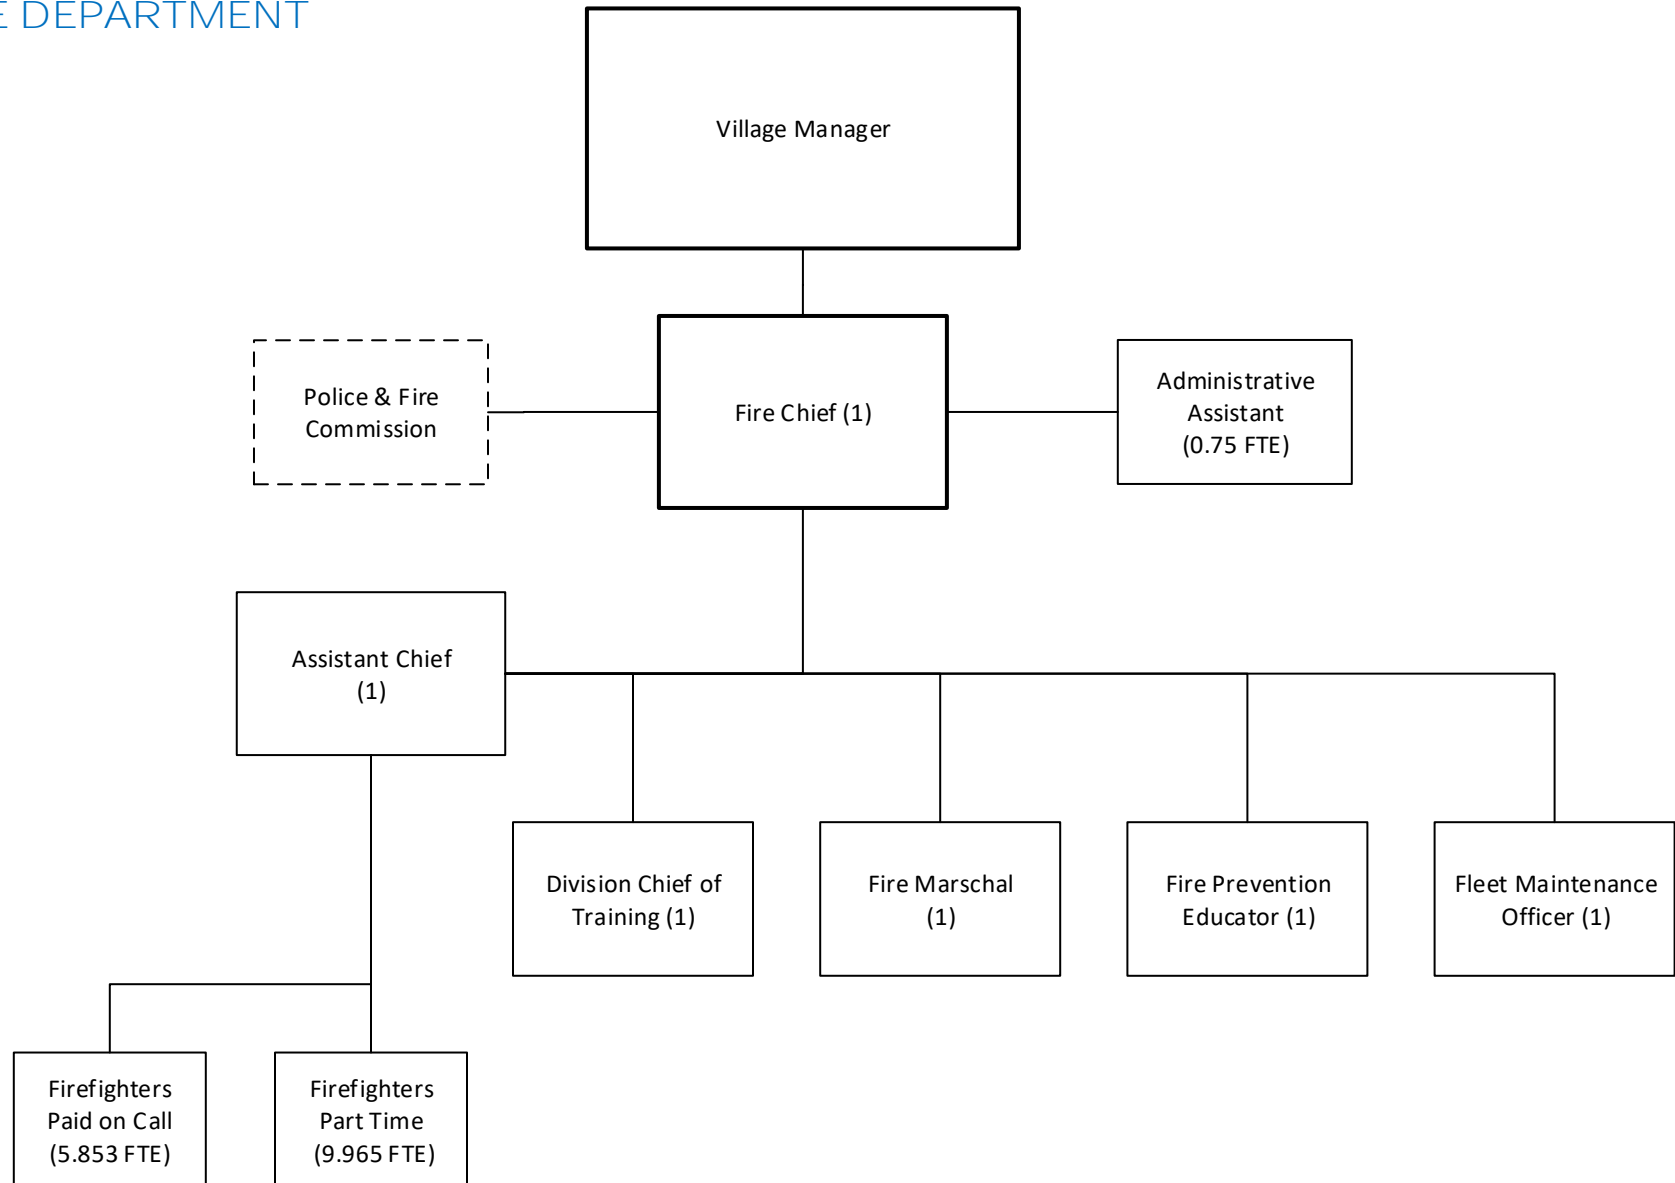 E DEPARTMENT
Village Manager
Police & Fire
Commission
Fire Chief (1)
Administrative
Assistant
(0.75 FTE)
Assistant Chief
(1)
Division Chief of
Training (1)
Fire Marschal
(1)
Fire Prevention
Educator (1)
Fleet Maintenance
Officer (1)
Firefighters
Paid on Call
(5.853 FTE)
Firefighters
Part Time
(9.965 FTE)